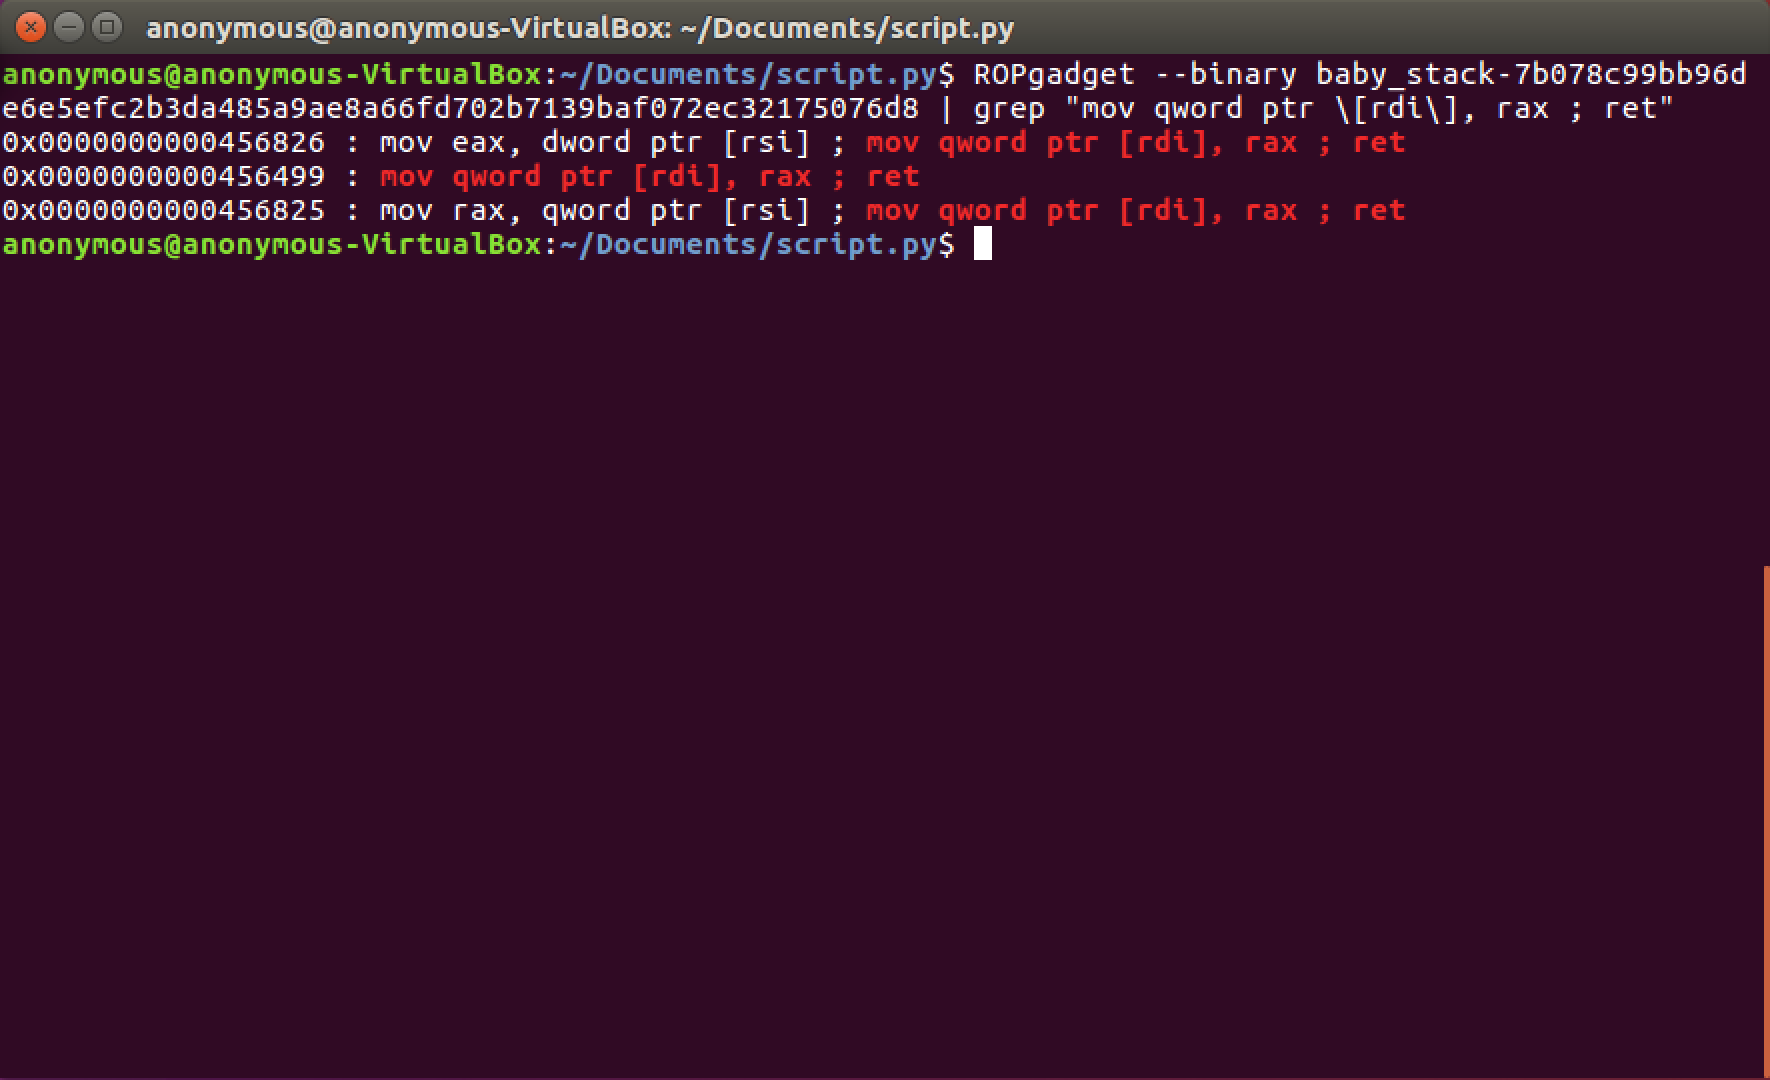 anonymous@anonymous-VirtualBox: ~/Documents/script.py
anonymous@anonymous-VirtualBox:~/Documents/script.py$ ROPgadget --binary baby_stack-7b078c99bb96d
e6e5efc2b3da485a9ae8a66fd702b7139baf072ec32175076d8 | grep "mov qword ptr \[rdi\], rax ; ret"
0x0000000000456826 : mov eax, dword ptr [rsi] ; mov qword ptr [rdi], rax ; ret
0x0000000000456499 : mov qword ptr [rdi], rax ; ret
0x0000000000456825 : mov rax, qword ptr [rsi] ; mov qword ptr [rdi], rax ; ret
anonymous@anonymous-VirtualBox:~/Documents/script.py$